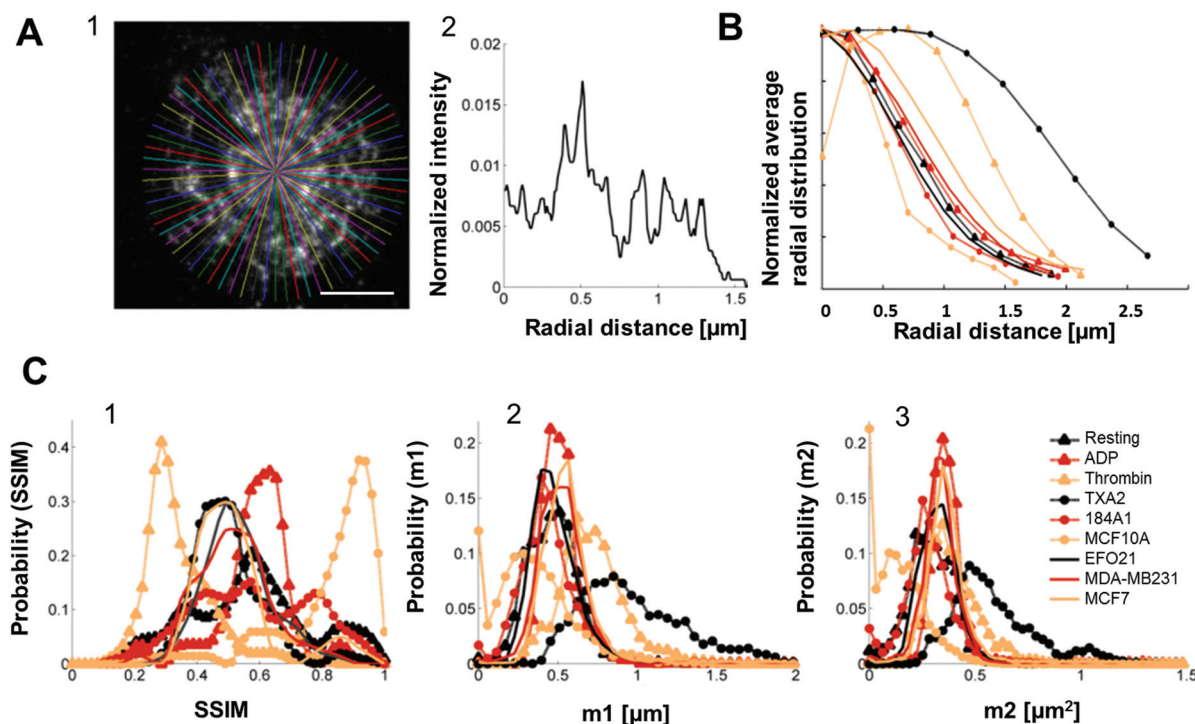 A
1
2
B
Normalized intensity
0.02
0.015
0.01
0.005
0
0
0.5
1
1.5
Radial distance [µm]
Normalized average
radial distribution
0
0.5
1
1.5
2
2.5
Radial distance [µm]
C
1
Probability (SSIM)
0.4
0.3
0.2
0.1
0
0
0.2
0.4
0.6
0.8
1
SSIM
2
Probability (m1)
0.2
0.15
0.1
0.05
0
0
0.5
1
1.5
2
m1 [µm]
3
Probability (m2)
0.2
0.15
0.1
0.05
0
0
0.5
1
1.5
m2 [µm²]
Resting
ADP
Thrombin
TXA2
184A1
MCF10A
EFO21
MDA-MB231
MCF7